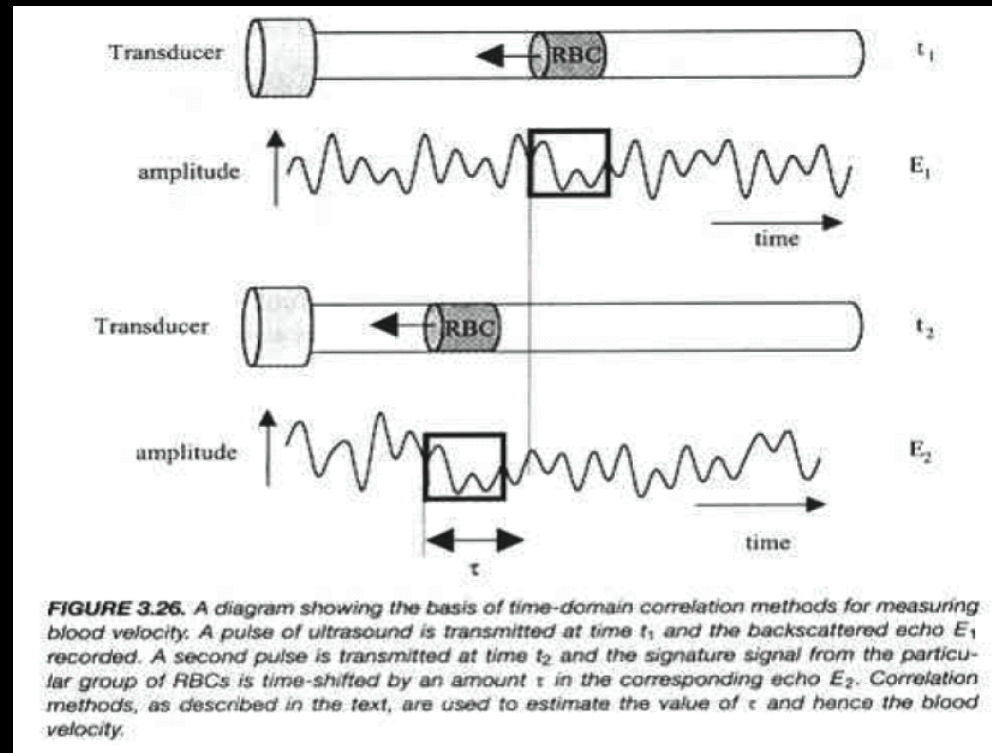 Transducer RBC t1
amplitude E1
time
Transducer RBC t2
amplitude E2
time
τ
FIGURE 3.26. A diagram showing the basis of time-domain correlation methods for measuring
blood velocity. A pulse of ultrasound is transmitted at time t1 and the backscattered echo E1
recorded. A second pulse is transmitted at time t2 and the signature signal from the particu-
lar group of RBCs is time-shifted by an amount τ in the corresponding echo E2. Correlation
methods, as described in the text, are used to estimate the value of τ and hence the blood
velocity.